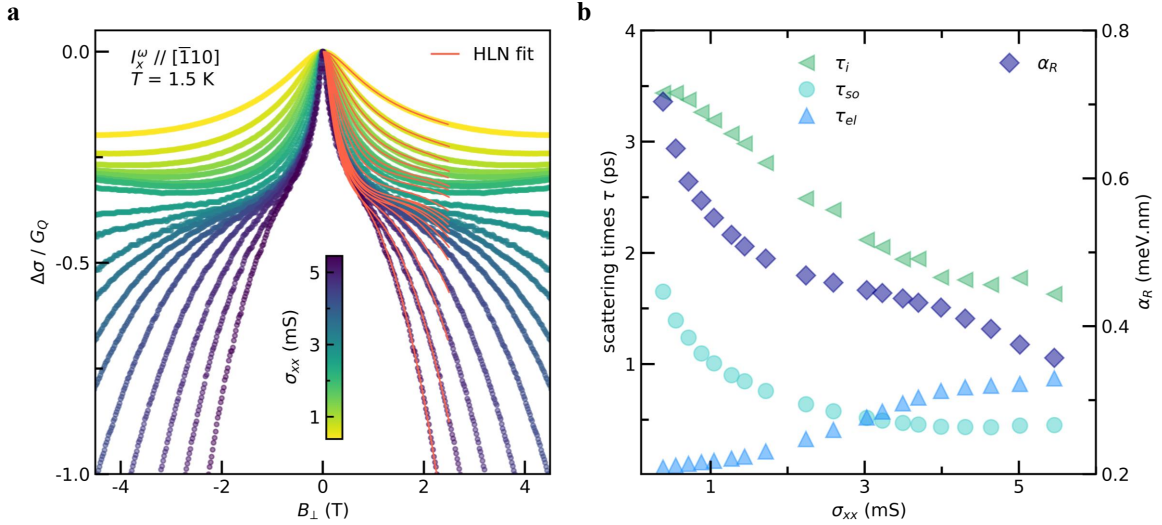 a
0.0
-0.5
-1.0
Δσ / G_Q
I_x^ω // [1̅10]
T = 1.5 K
HLN fit
5
3
1
σ_xx (mS)
-4
-2
0
2
4
B_⊥ (T)
b
4
3
2
1
scattering times τ (ps)
τ_i
τ_so
τ_el
α_R
0.8
0.6
0.4
0.2
α_R (meV.nm)
1
3
5
σ_xx (mS)